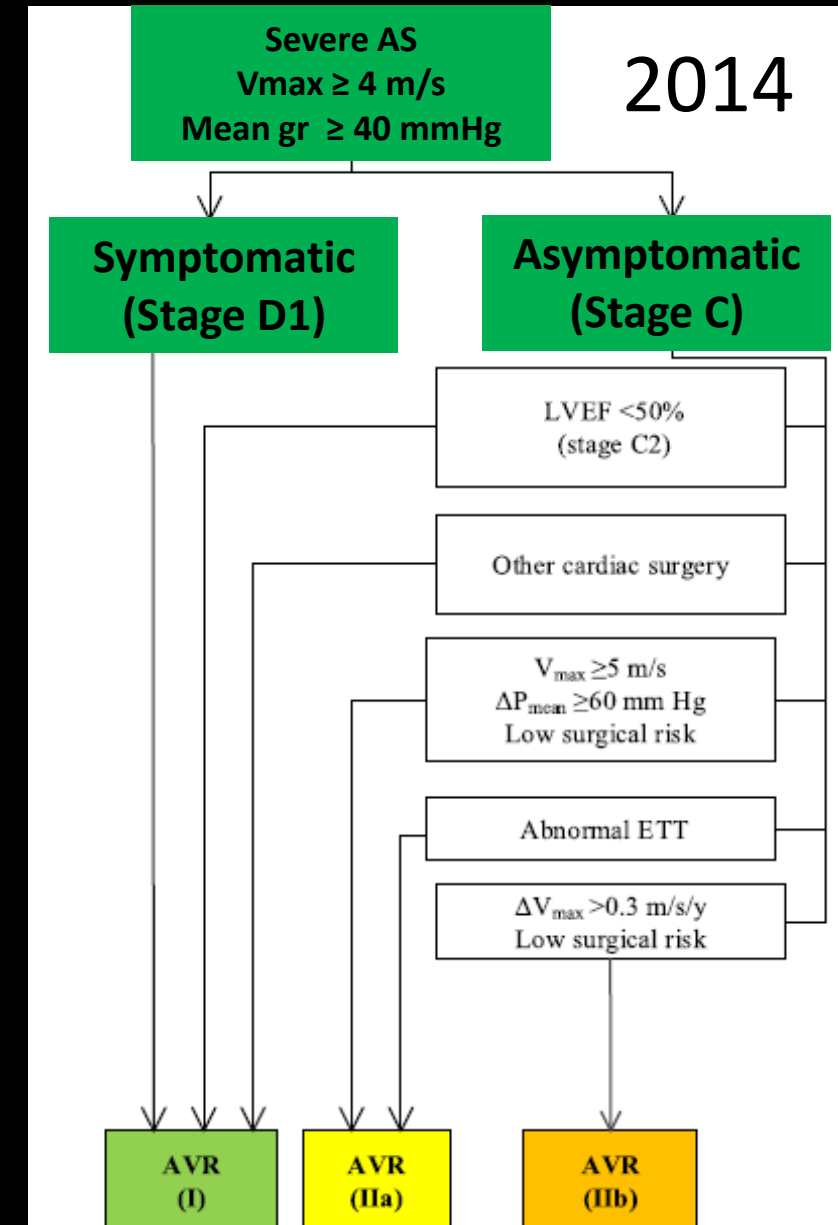 Severe AS
Vmax ≥ 4 m/s
Mean gr ≥ 40 mmHg
2014
Symptomatic
(Stage D1)
Asymptomatic
(Stage C)
LVEF <50%
(stage C2)
Other cardiac surgery
Vmax ≥5 m/s
ΔPmean ≥60 mm Hg
Low surgical risk
Abnormal ETT
ΔVmax >0.3 m/s/y
Low surgical risk
AVR
(I)
AVR
(IIa)
AVR
(IIb)